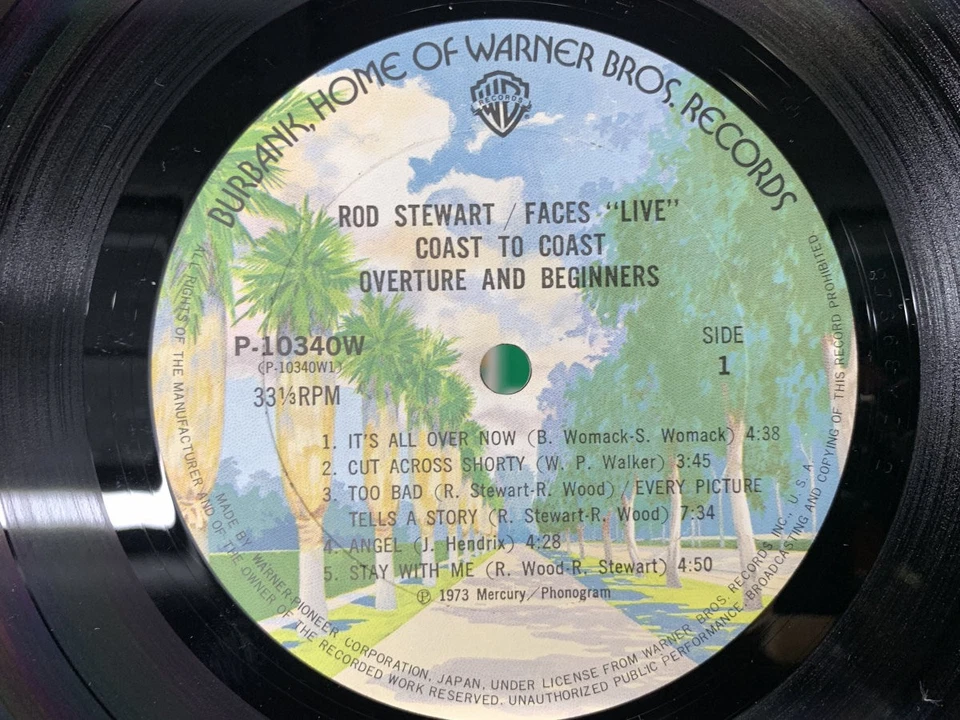 BURBANK, HOME OF WARNER BROS. RECORDS
W B
RECORDS
ROD STEWART / FACES “LIVE”
COAST TO COAST
OVERTURE AND BEGINNERS
P-10340W
(P-10340W1)
33⅓RPM
SIDE
1
1. IT'S ALL OVER NOW (B. Womack-S. Womack) 4:38
2. CUT ACROSS SHORTY (W. P. Walker) 3:45
3. TOO BAD (R. Stewart-R. Wood) / EVERY PICTURE
TELLS A STORY (R. Stewart-R. Wood) 7:34
4. ANGEL (J. Hendrix) 4:28
5. STAY WITH ME (R. Wood-R. Stewart) 4:50
Ⓟ 1973 Mercury/Phonogram
MADE BY WARNER-PIONEER CORPORATION, JAPAN, UNDER LICENSE FROM WARNER BROS. RECORDS INC., U.S.A.
ALL RIGHTS OF THE MANUFACTURER AND OF THE OWNER OF THE RECORDED WORK RESERVED. UNAUTHORIZED PUBLIC PERFORMANCE, BROADCASTING AND COPYING OF THIS RECORD PROHIBITED